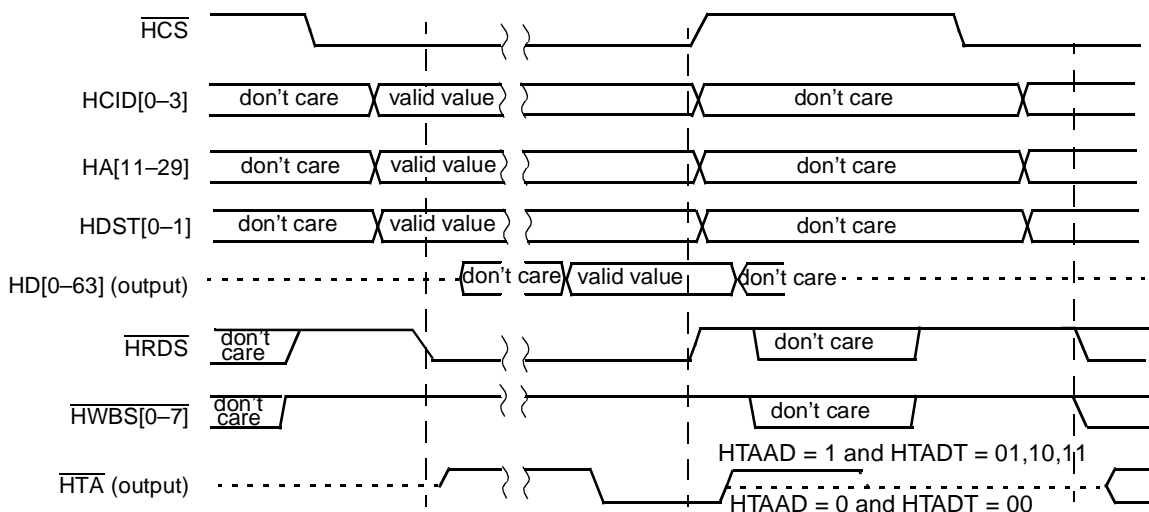 HCS
HCID[0–3] don't care valid value don't care
HA[11–29] don't care valid value don't care
HDST[0–1] don't care valid value don't care
HD[0–63] (output) don't care valid value don't care
HRDS don't care don't care
HWBS[0–7] don't care don't care
HTAAD = 1 and HTADT = 01,10,11
HTA (output)
HTAAD = 0 and HTADT = 00